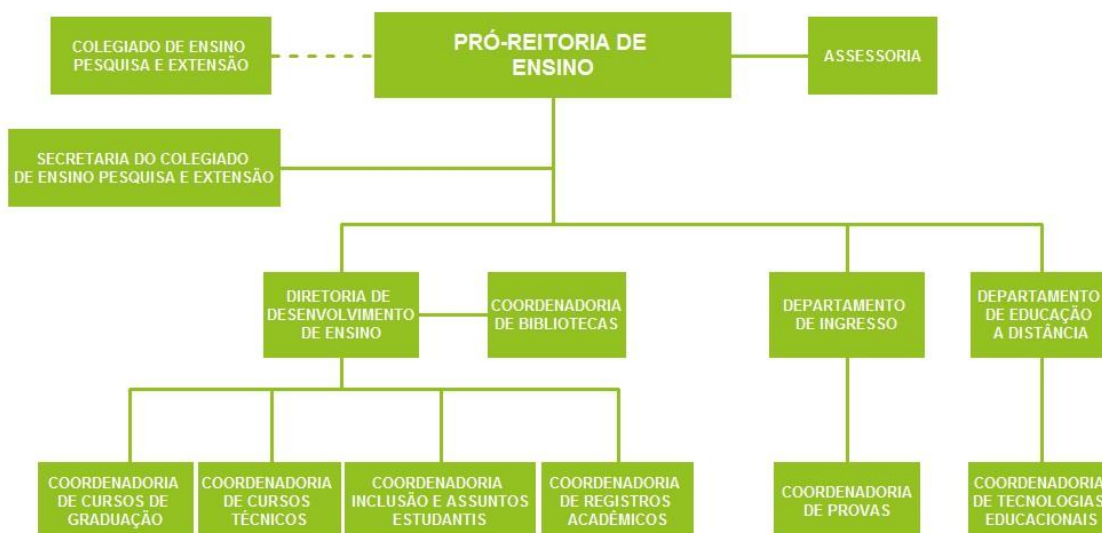 COLEGIADO DE ENSINO
PESQUISA E EXTENSÃO
PRÓ-REITORIA DE
ENSINO
ASSESSORIA
SECRETARIA DO COLEGIADO
DE ENSINO PESQUISA E EXTENSÃO
DIRETORIA DE
DESENVOLVIMENTO
DE ENSINO
COORDENADORIA
DE BIBLIOTECAS
DEPARTAMENTO
DE INGRESSO
DEPARTAMENTO
DE EDUCAÇÃO
A DISTÂNCIA
COORDENADORIA
DE CURSOS DE
GRADUAÇÃO
COORDENADORIA
DE CURSOS
TÉCNICOS
COORDENADORIA
INCLUSÃO E ASSUNTOS
ESTUDANTIS
COORDENADORIA
DE REGISTROS
ACADÊMICOS
COORDENADORIA
DE PROVAS
COORDENADORIA
DE TECNOLOGIAS
EDUCACIONAIS